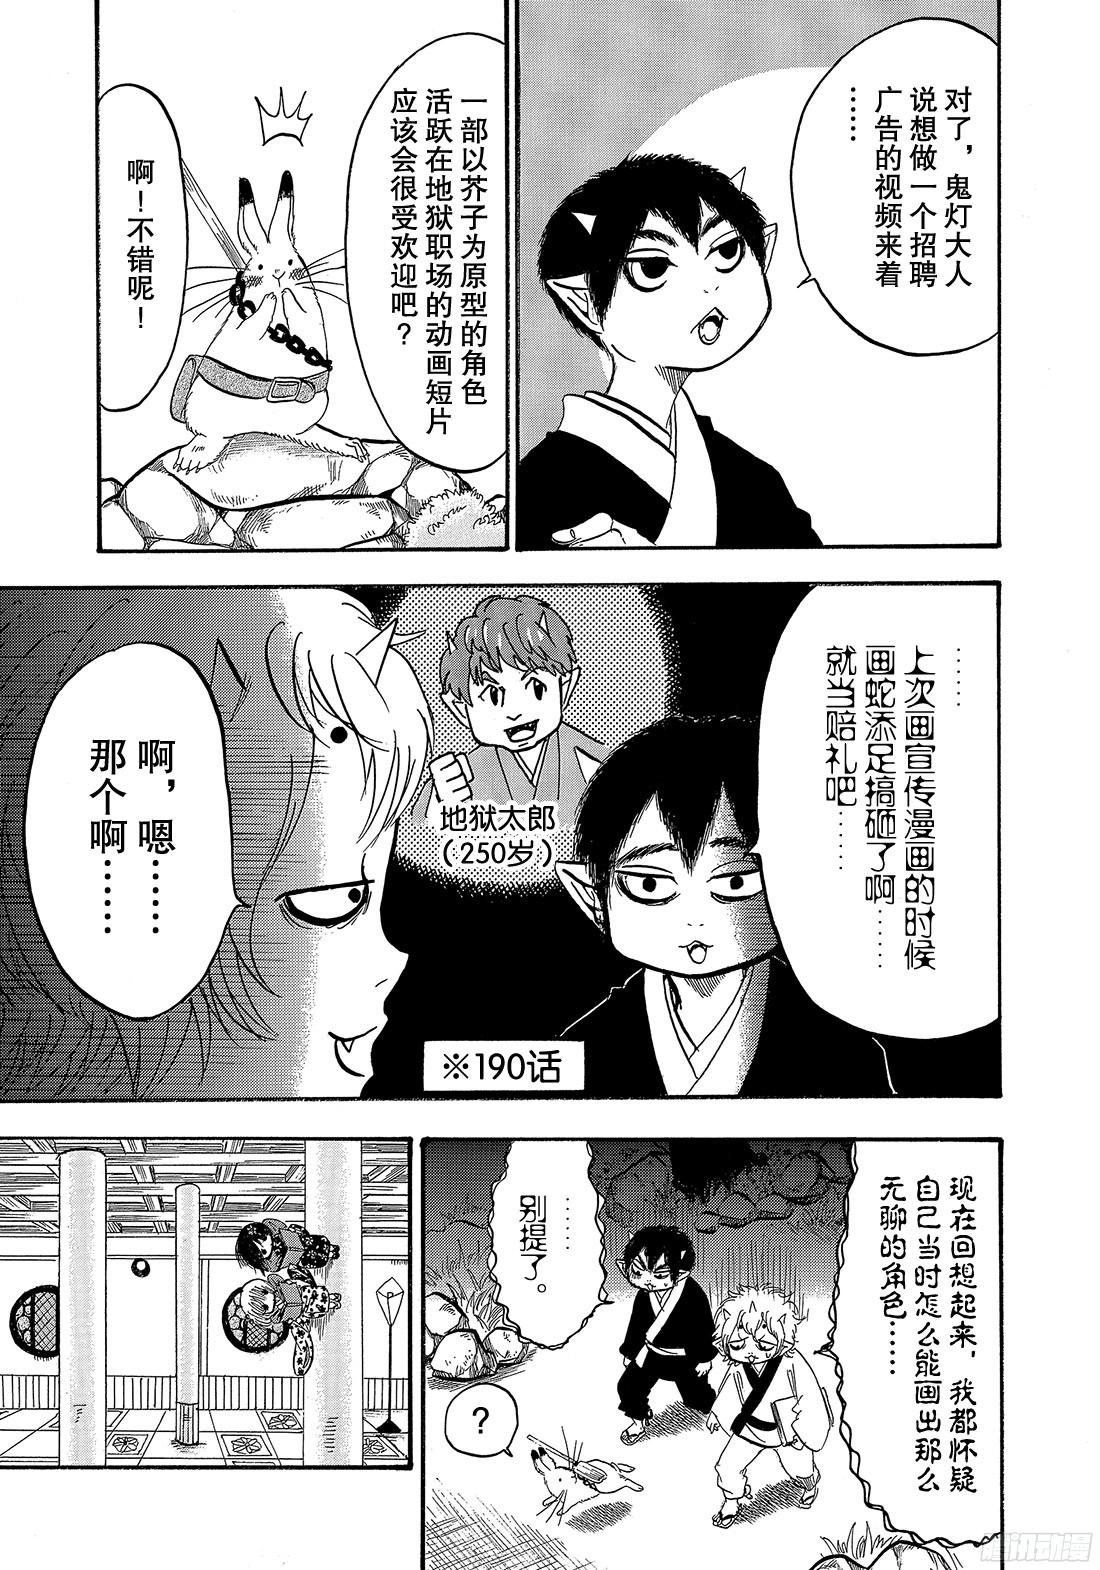 对了，鬼灯大人
说想做一个招聘
广告的视频来着
……
一部以芥子为原型的角色
活跃在地狱职场的动画短片
应该会很受欢迎吧？
啊！不错呢！
……
上次画宣传漫画的时候
画蛇添足搞砸了啊……
就当赔礼吧……
地狱太郎
（250岁）
啊，嗯……
那个啊……
※190话
现在回想起来，我都怀疑
自己当时怎么能画出那么
无聊的角色……
……
别提了。
？
腾讯动漫